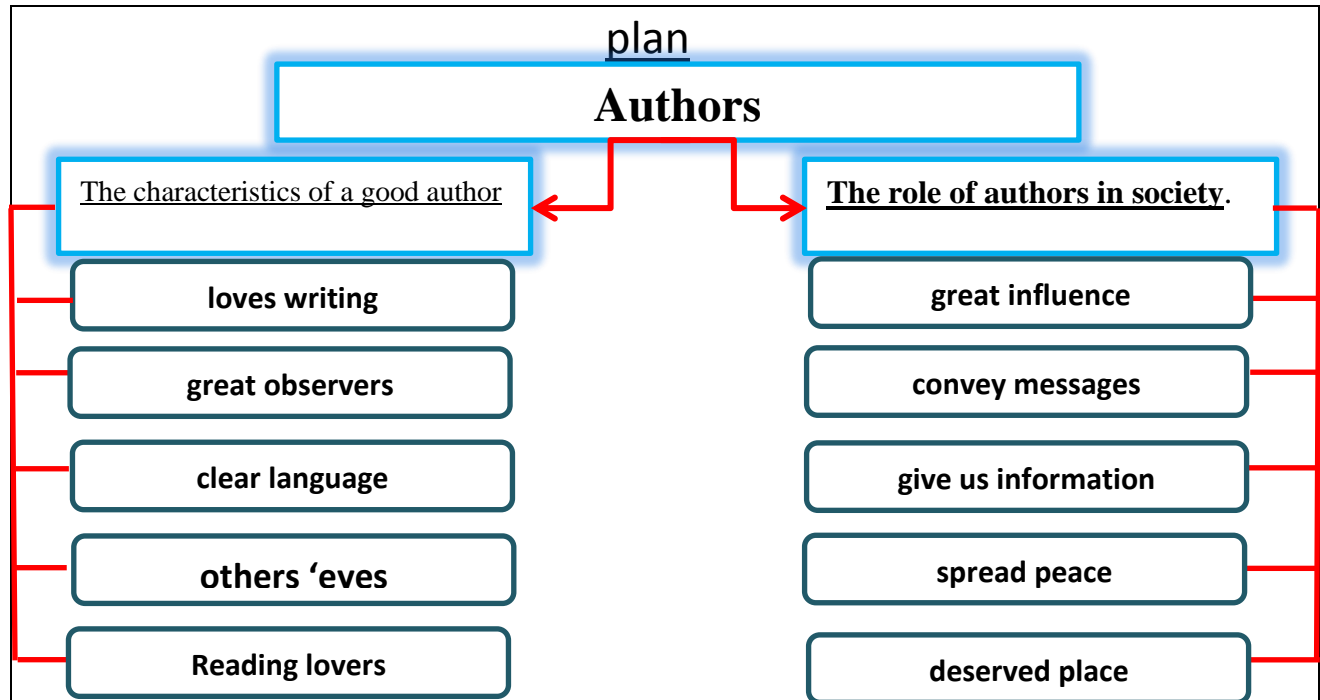 plan
Authors
The characteristics of a good author
loves writing
great observers
clear language
others ‘eyes
Reading lovers
The role of authors in society.
great influence
convey messages
give us information
spread peace
deserved place